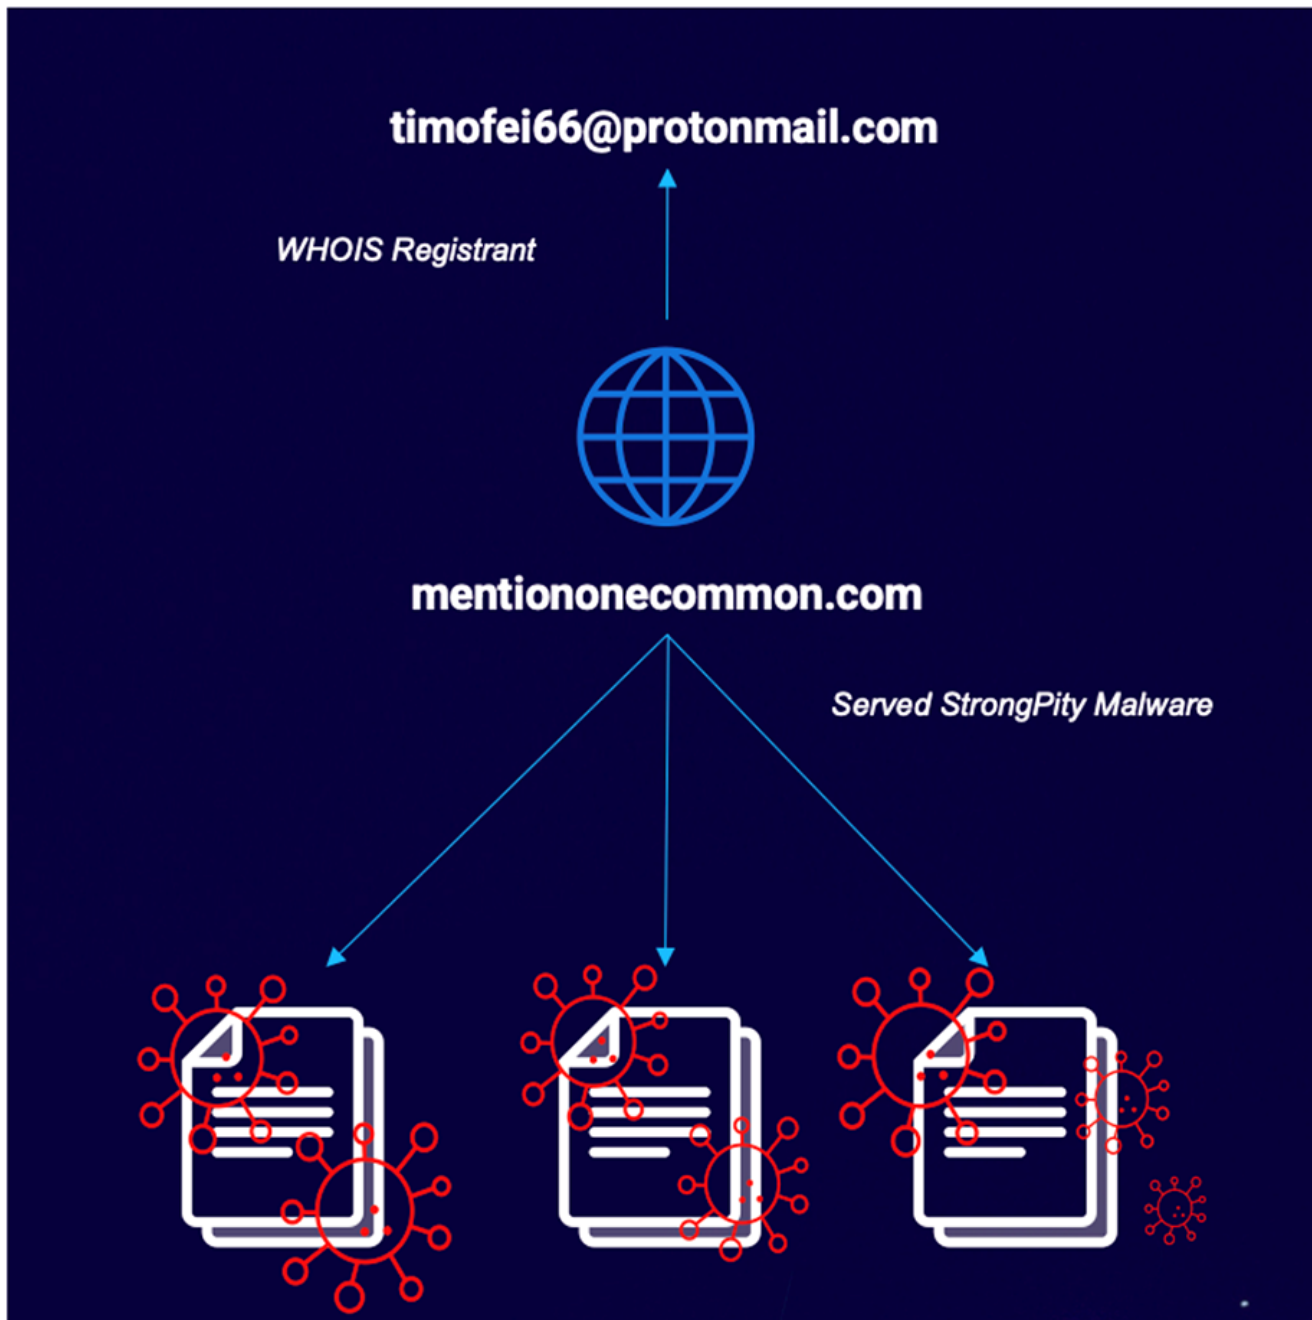 timofei66@protonmail.com
WHOIS Registrant
mentiononecommon.com
Served StrongPity Malware